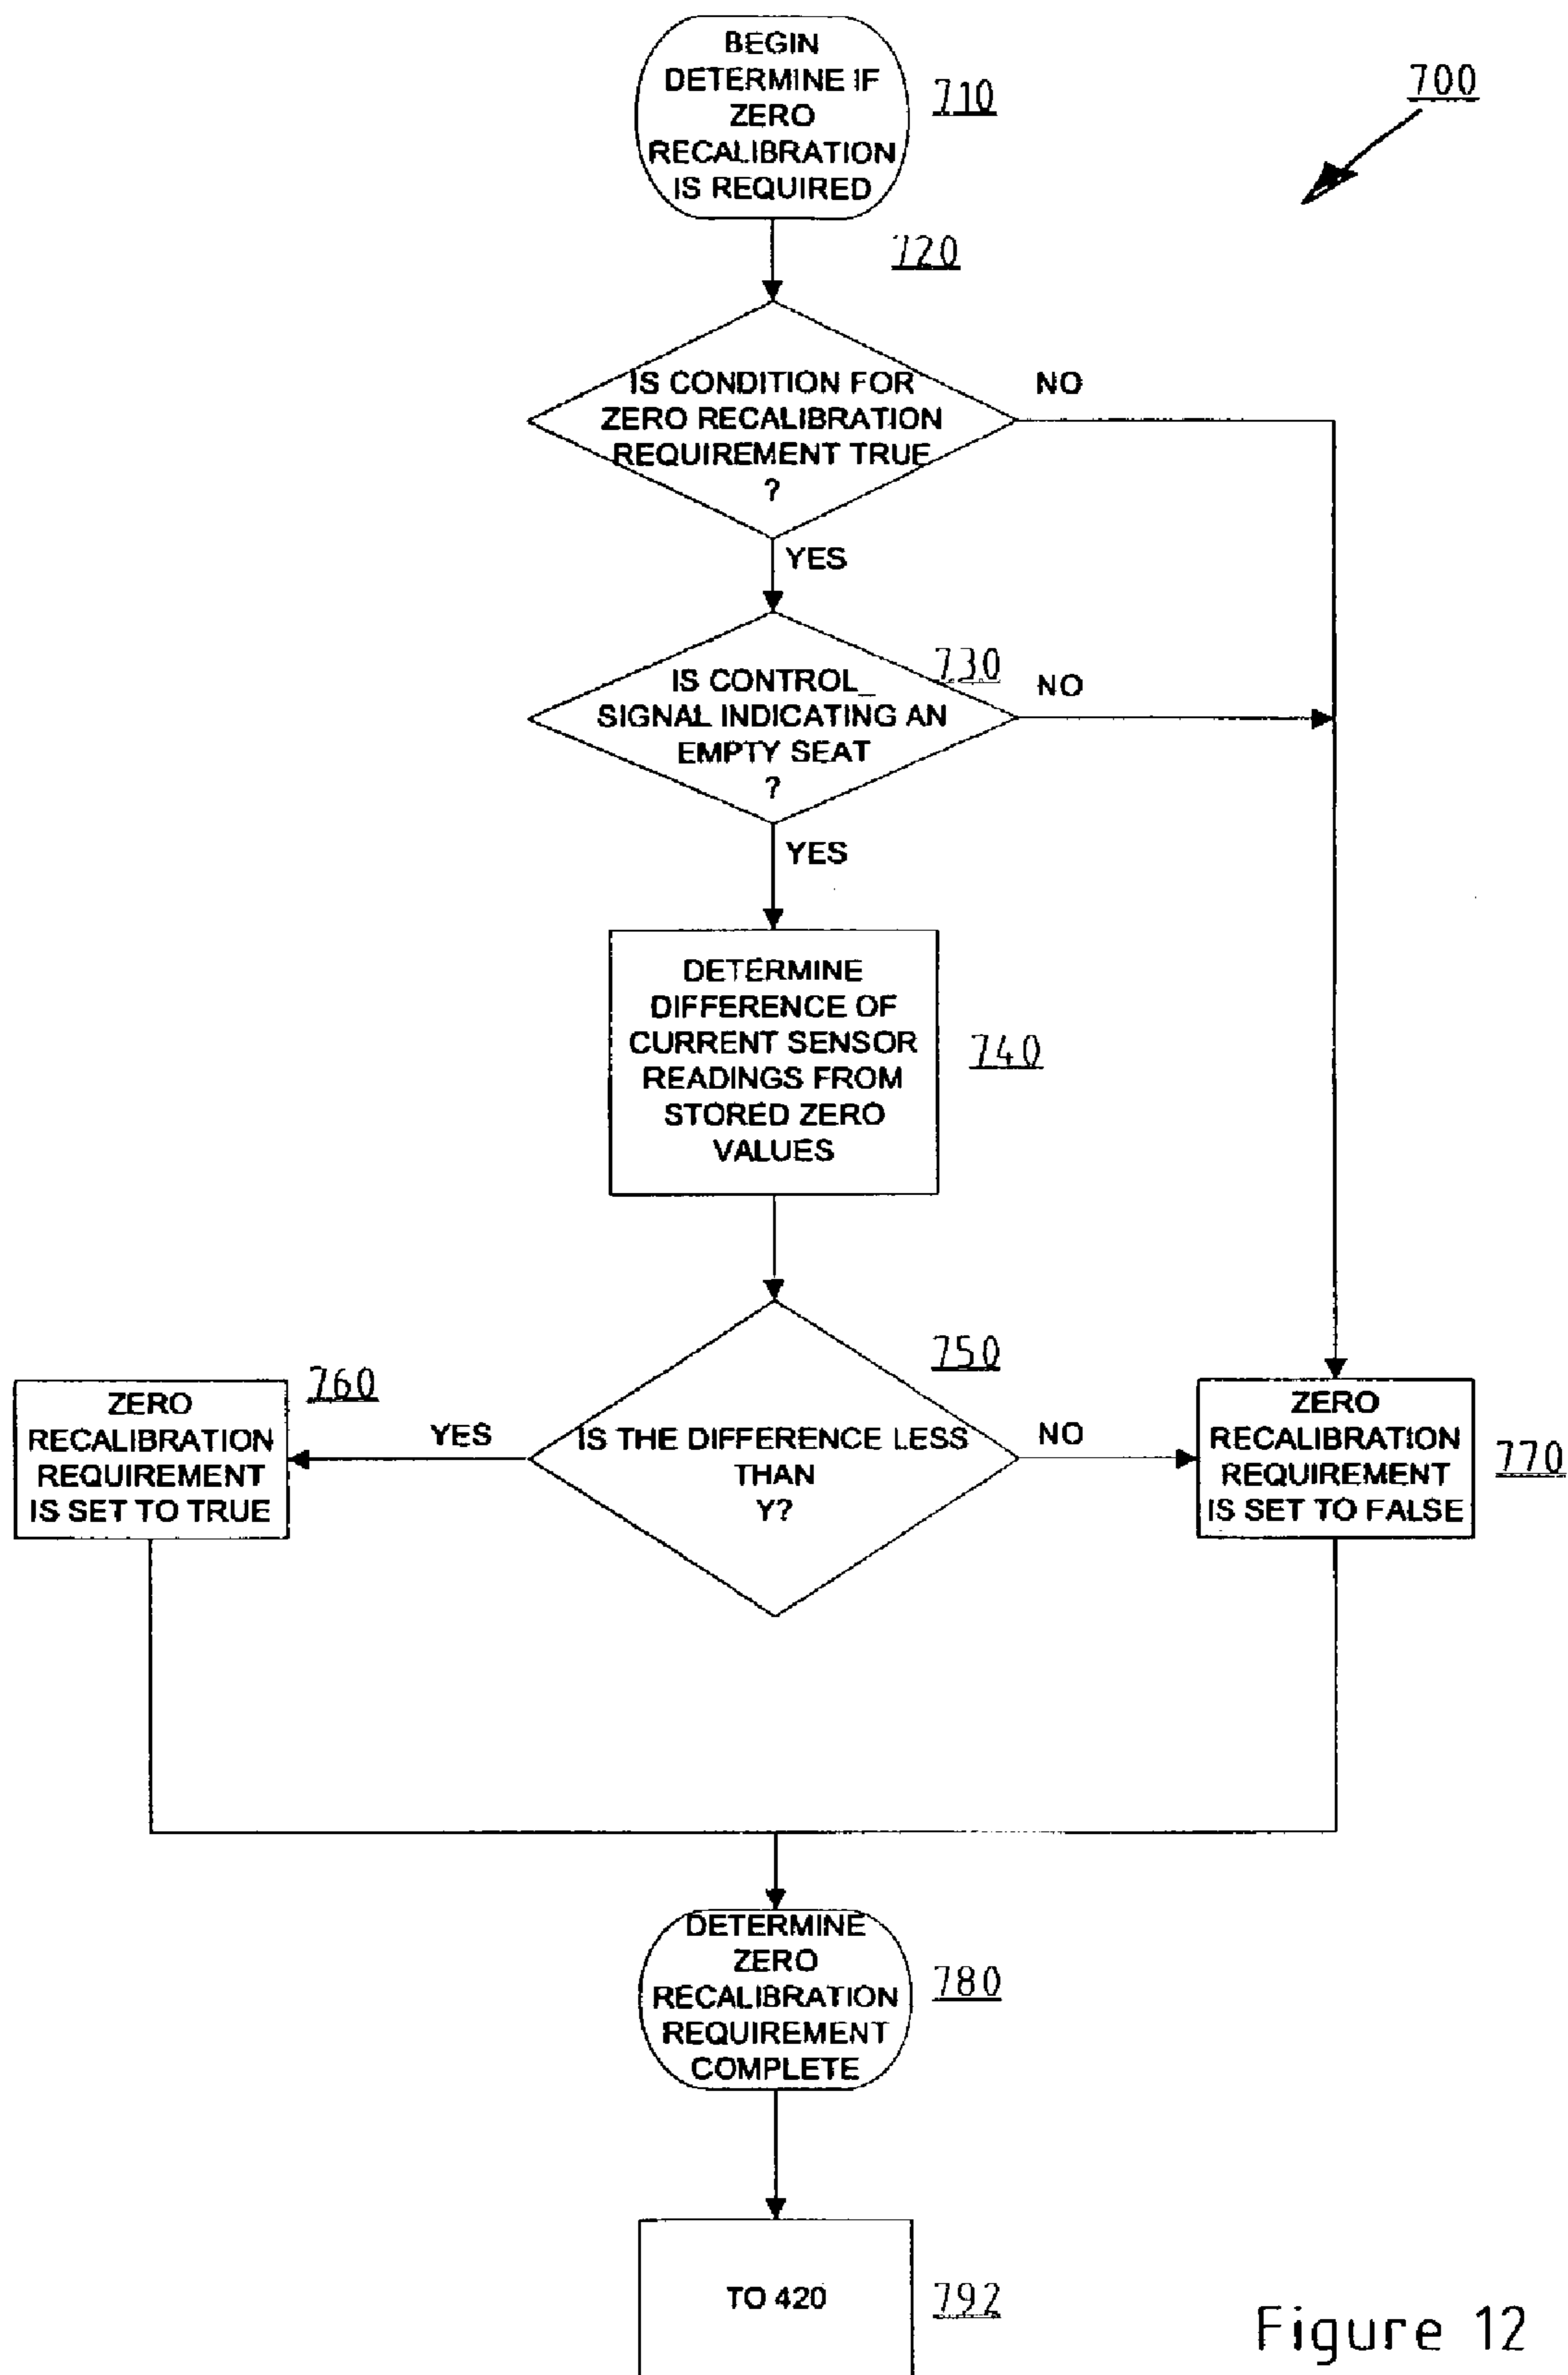 BEGIN
DETERMINE IF
ZERO
RECALIBRATION
IS REQUIRED
710
700
720
IS CONDITION FOR
ZERO RECALIBRATION
REQUIREMENT TRUE
?
NO
YES
730
IS CONTROL_
SIGNAL INDICATING AN
EMPTY SEAT
?
NO
YES
DETERMINE
DIFFERENCE OF
CURRENT SENSOR
READINGS FROM
STORED ZERO
VALUES
740
750
760
ZERO
RECALIBRATION
REQUIREMENT
IS SET TO TRUE
YES
IS THE DIFFERENCE LESS
THAN
Y?
NO
ZERO
RECALIBRATION
REQUIREMENT
IS SET TO FALSE
770
DETERMINE
ZERO
RECALIBRATION
REQUIREMENT
COMPLETE
780
TO 420
792
Figure 12